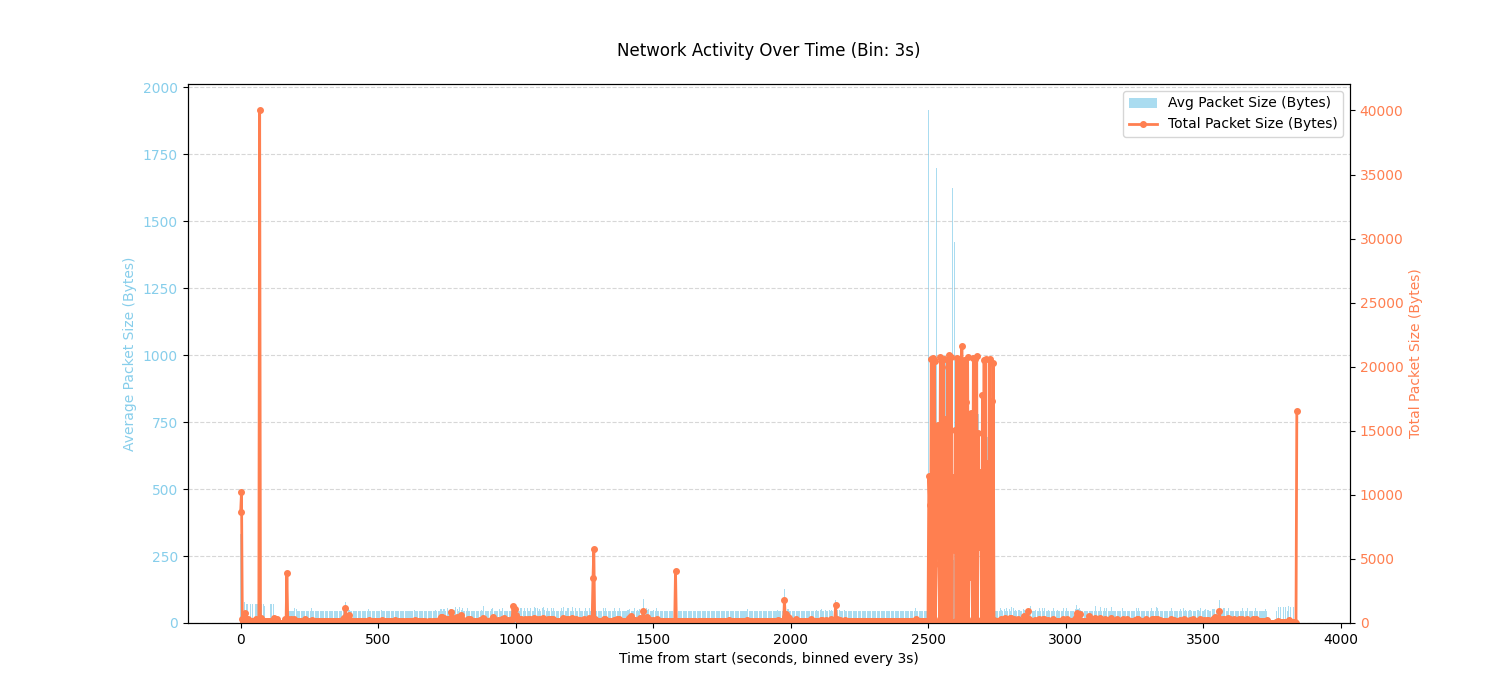 Network Activity Over Time (Bin: 3s)
Avg Packet Size (Bytes)
Total Packet Size (Bytes)
2000
1750
1500
1250
1000
750
500
250
0
Average Packet Size (Bytes)
40000
35000
30000
25000
20000
15000
10000
5000
0
Total Packet Size (Bytes)
0 500 1000 1500 2000 2500 3000 3500 4000
Time from start (seconds, binned every 3s)